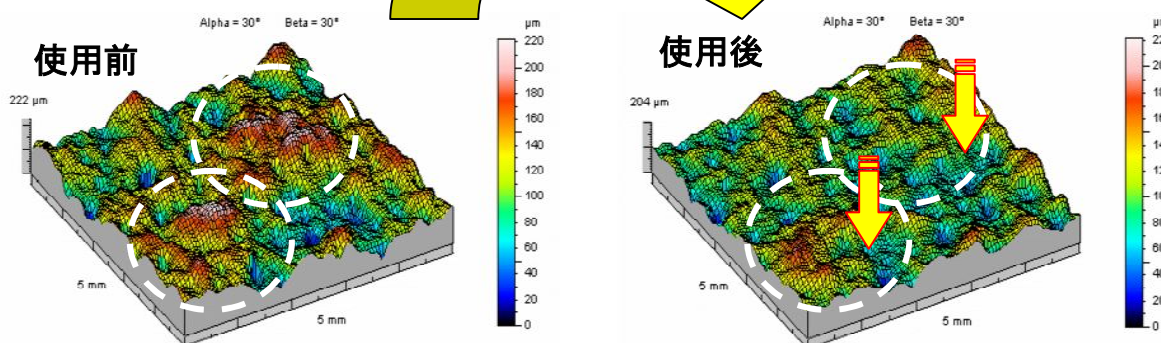 Alpha = 30° Beta = 30°
µm
使用前
222 µm
220
200
180
160
140
120
100
80
60
40
20
0
5 mm
5 mm
Alpha = 30° Beta = 30°
µm
使用後
204 µm
5 mm
5 mm